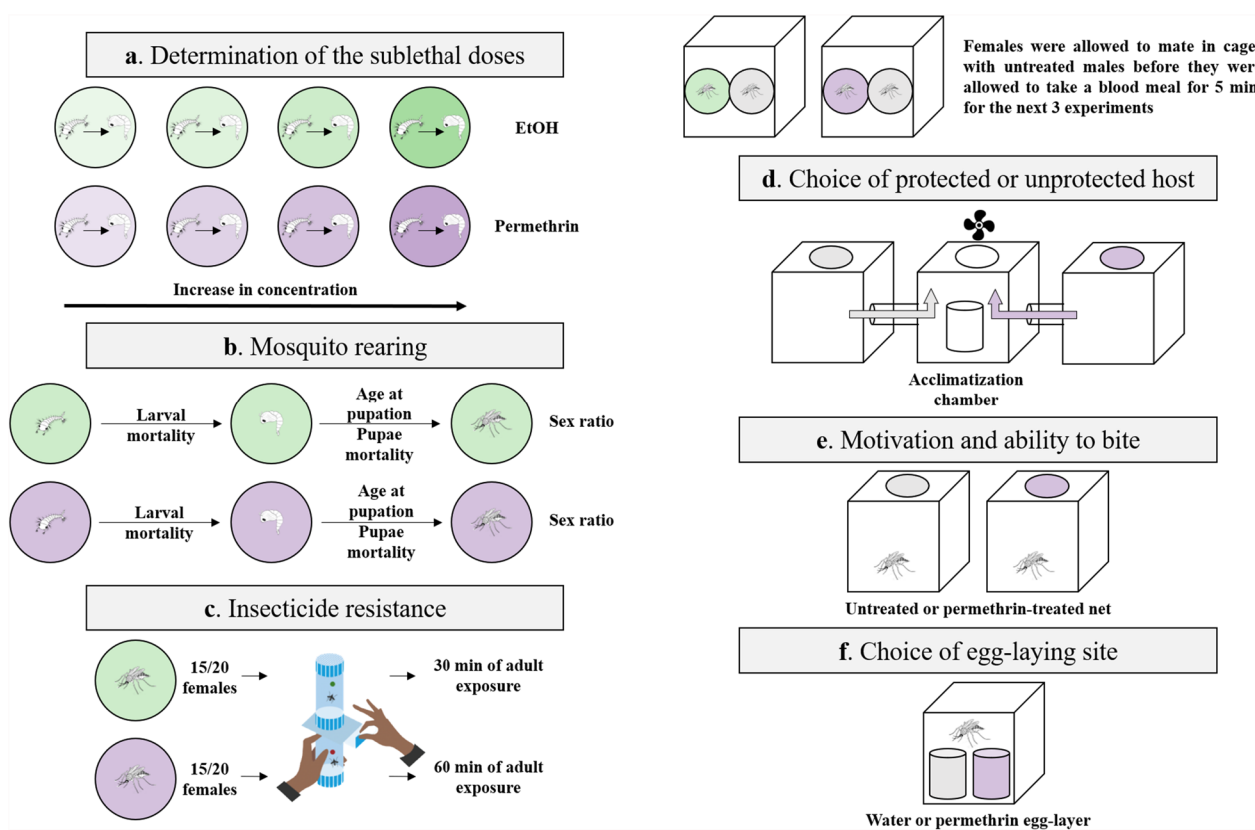 a. Determination of the sublethal doses
EtOH
Permethrin
Increase in concentration
b. Mosquito rearing
Larval
mortality
Age at
pupation
Pupae
mortality
Sex ratio
Larval
mortality
Age at
pupation
Pupae
mortality
Sex ratio
c. Insecticide resistance
15/20
females
30 min of adult
exposure
15/20
females
60 min of adult
exposure
Females were allowed to mate in cage
with untreated males before they were
allowed to take a blood meal for 5 min
for the next 3 experiments
d. Choice of protected or unprotected host
Acclimatization
chamber
e. Motivation and ability to bite
Untreated or permethrin-treated net
f. Choice of egg-laying site
Water or permethrin egg-layer